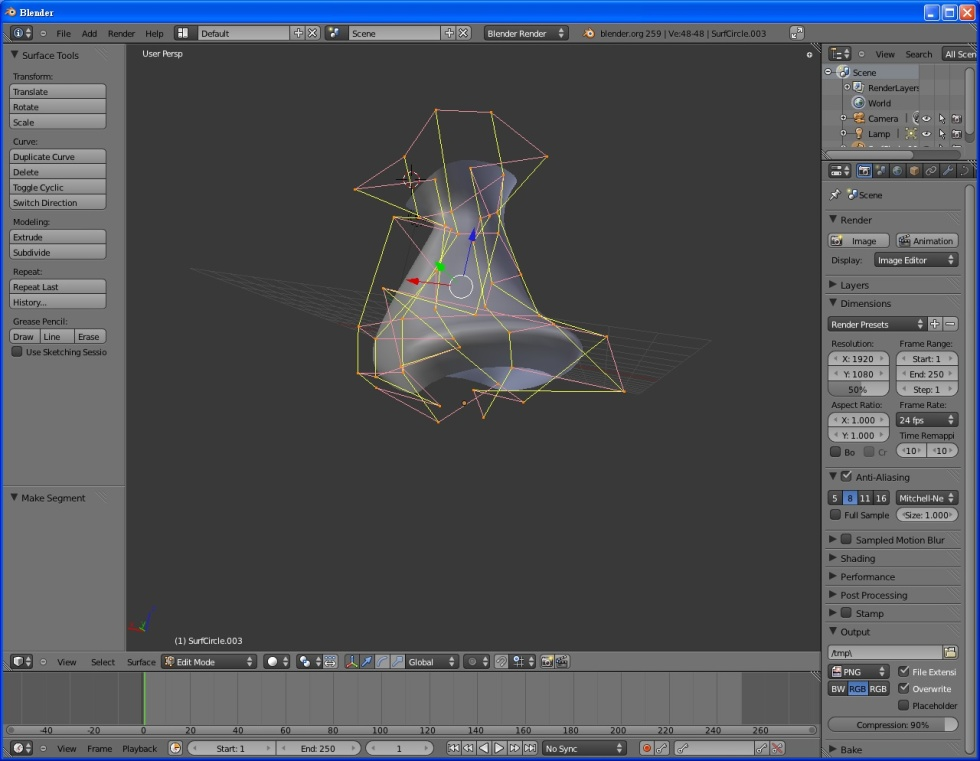 Blender
File Add Render Help Default Scene Blender Render blender.org 259 | Ve:48-48 | SurfCircle.003
Surface Tools
Transform:
Translate
Rotate
Scale
Curve:
Duplicate Curve
Delete
Toggle Cyclic
Switch Direction
Modeling:
Extrude
Subdivide
Repeat:
Repeat Last
History...
Grease Pencil:
Draw Line Erase
Use Sketching Sessio
Make Segment
User Persp
(1) SurfCircle.003
View Search All Scen
Scene
RenderLayers
World
Camera
Lamp
Scene
Render
Image Animation
Display: Image Editor
Layers
Dimensions
Render Presets
Resolution: Frame Range:
X: 1920 Start: 1
Y: 1080 End: 250
50% Step: 1
Aspect Ratio: Frame Rate:
X: 1.000 24 fps
Y: 1.000 Time Remappi
Bo Cr 10 10
Anti-Aliasing
5 8 11 16 Mitchell-Ne
Full Sample Size: 1.000
Sampled Motion Blur
Shading
Performance
Post Processing
Stamp
Output
/tmp\
PNG File Extensi
BW RGB RGB Overwrite
Placeholder
Compression: 90%
Bake
View Select Surface Edit Mode Global
-40 -20 0 20 40 60 80 100 120 140 160 180 200 220 240 260
View Frame Playback Start: 1 End: 250 1 No Sync